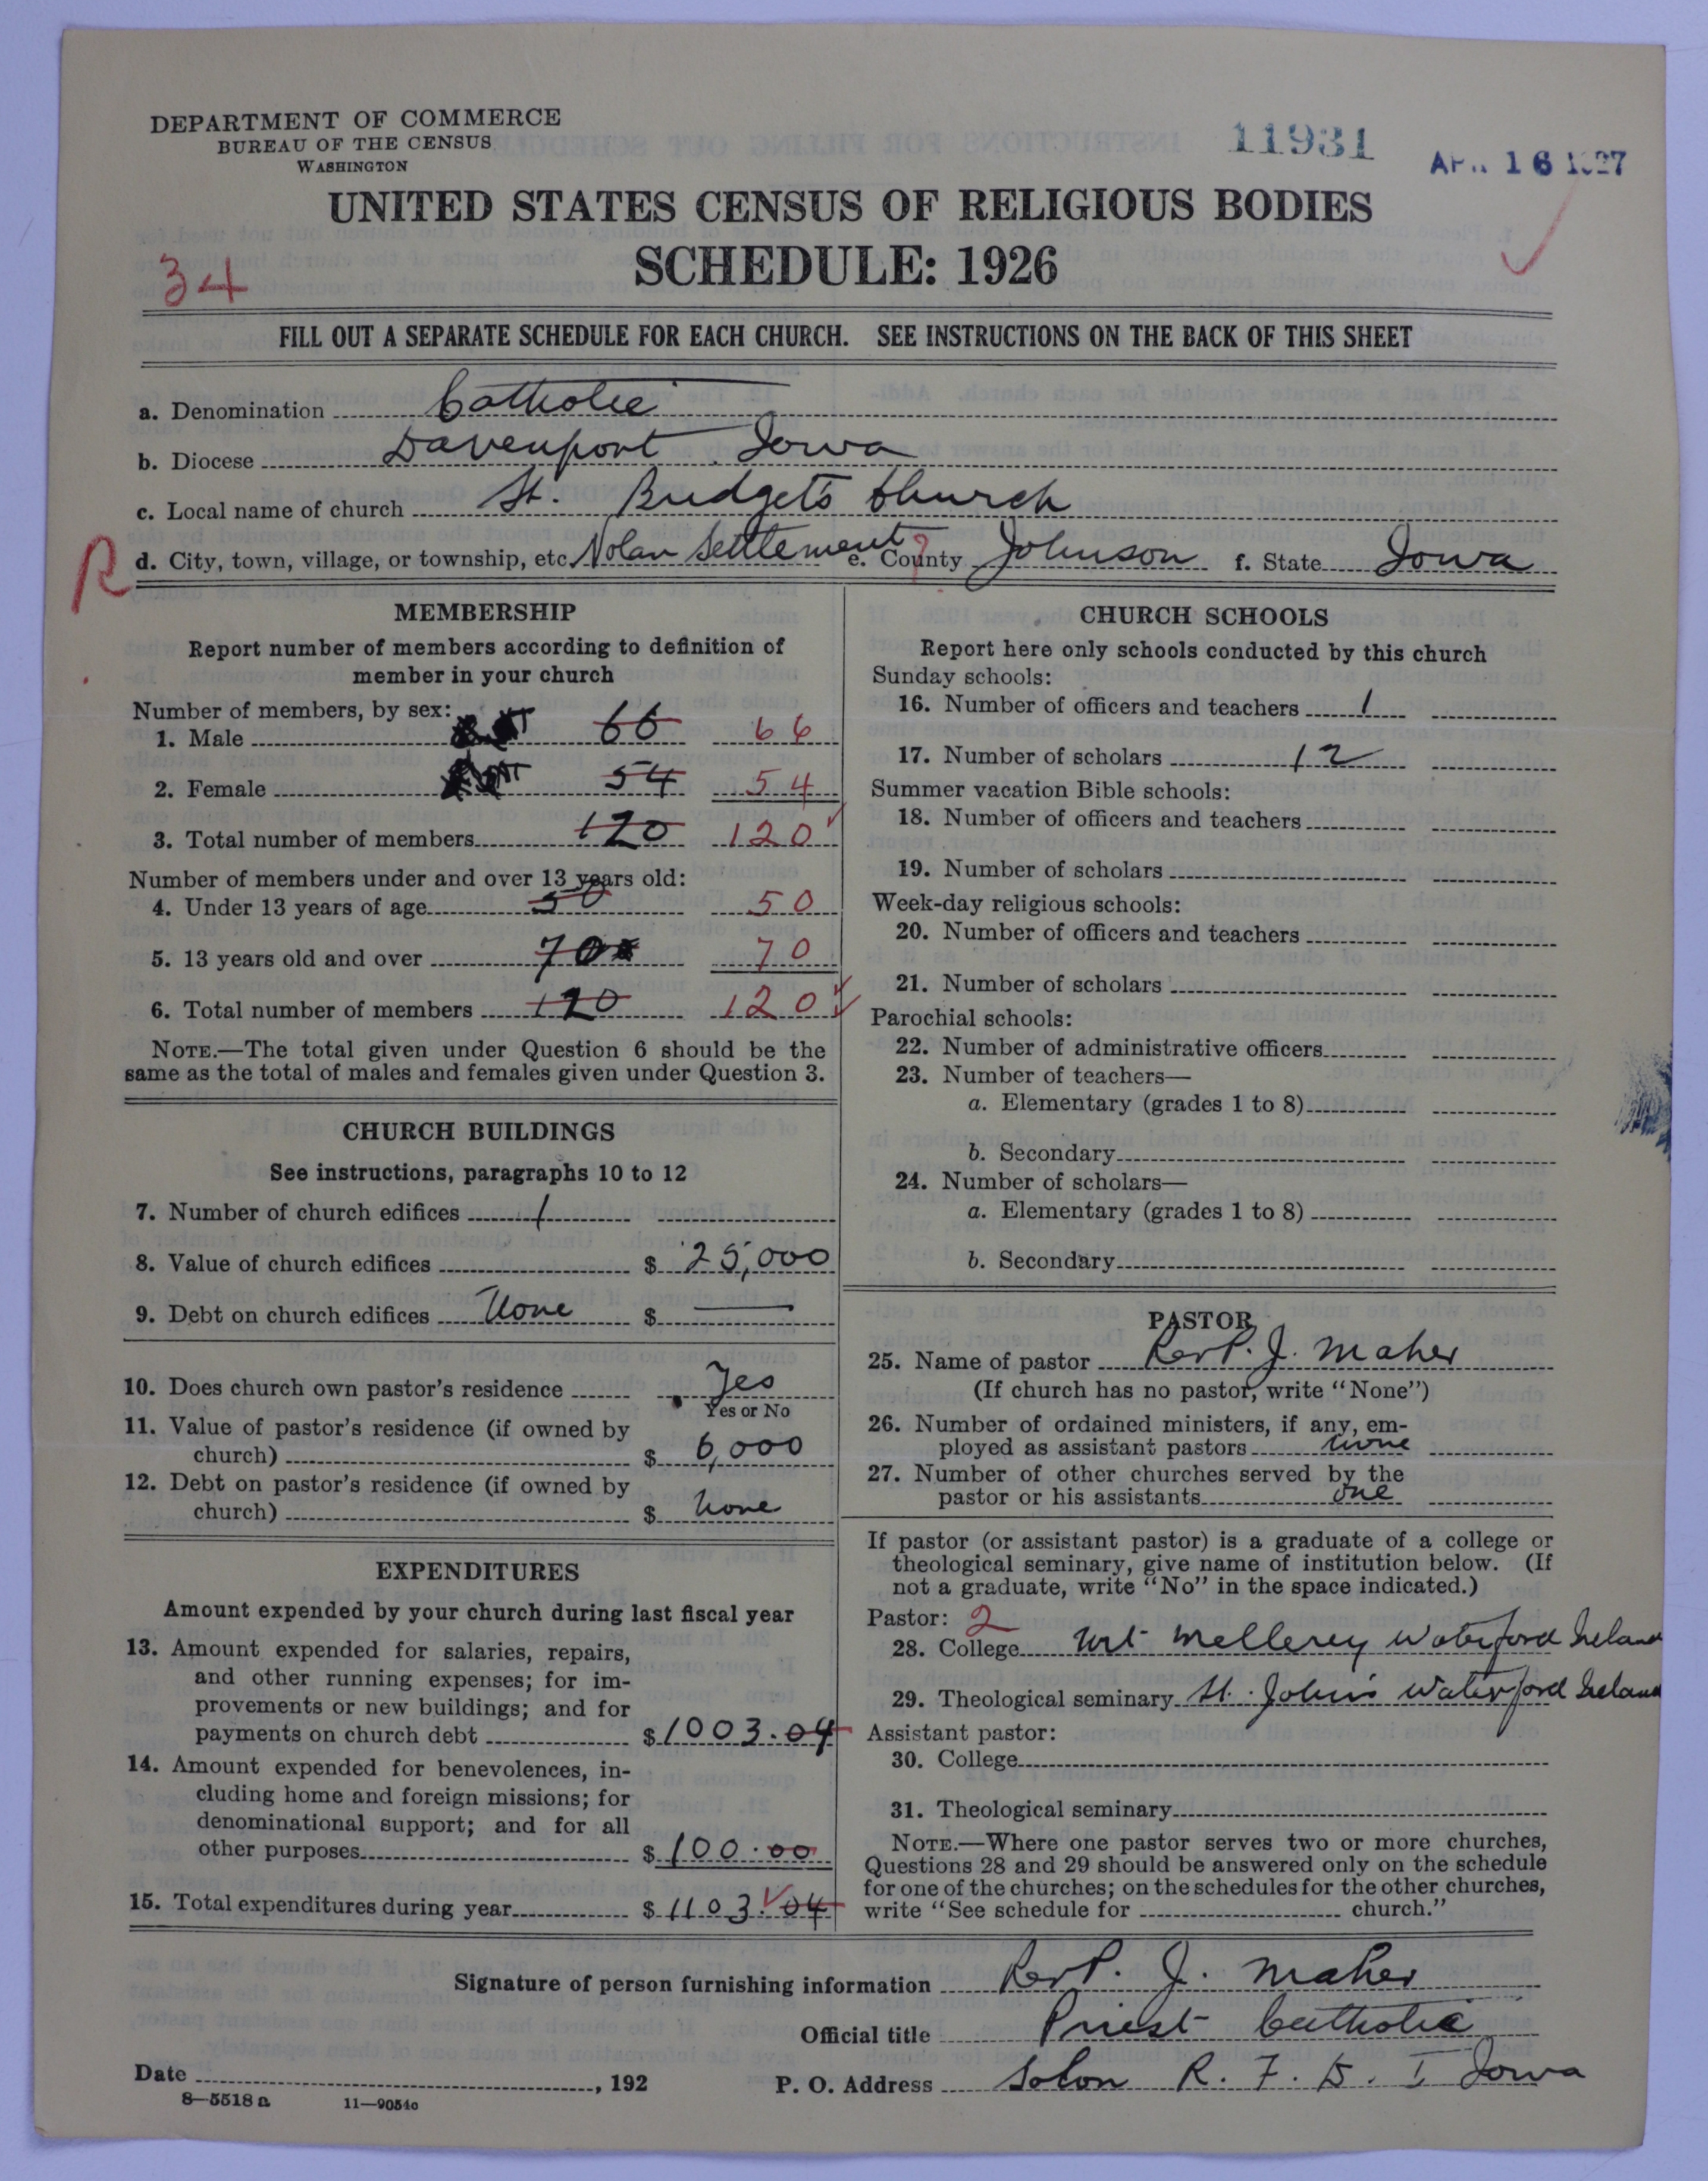 DEPARTMENT OF COMMERCE
BUREAU OF THE CENSUS
WASHINGTON
11931
APR 16 1927
UNITED STATES CENSUS OF RELIGIOUS BODIES
SCHEDULE: 1926
34
FILL OUT A SEPARATE SCHEDULE FOR EACH CHURCH. SEE INSTRUCTIONS ON THE BACK OF THIS SHEET
a. Denomination Catholic
b. Diocese Davenport Iowa
c. Local name of church St. Bridget's Church
R d. City, town, village, or township, etc. Nolan Settlement e. County Johnson f. State Iowa
MEMBERSHIP
Report number of members according to definition of
member in your church
Number of members, by sex:
1. Male 66 66
2. Female 54 54
3. Total number of members 120 120
Number of members under and over 13 years old:
4. Under 13 years of age 50 50
5. 13 years old and over 70 70
6. Total number of members 120 120
NOTE.—The total given under Question 6 should be the
same as the total of males and females given under Question 3.
CHURCH BUILDINGS
See instructions, paragraphs 10 to 12
7. Number of church edifices 1
8. Value of church edifices $ 25,000
9. Debt on church edifices None $ —
10. Does church own pastor's residence Yes
Yes or No
11. Value of pastor's residence (if owned by
church) $ 6,000
12. Debt on pastor's residence (if owned by
church) $ None
EXPENDITURES
Amount expended by your church during last fiscal year
13. Amount expended for salaries, repairs,
and other running expenses; for im-
provements or new buildings; and for
payments on church debt $ 1003.04
14. Amount expended for benevolences, in-
cluding home and foreign missions; for
denominational support; and for all
other purposes $ 100.00
15. Total expenditures during year $ 1103.04
CHURCH SCHOOLS
Report here only schools conducted by this church
Sunday schools:
16. Number of officers and teachers 1
17. Number of scholars 12
Summer vacation Bible schools:
18. Number of officers and teachers
19. Number of scholars
Week-day religious schools:
20. Number of officers and teachers
21. Number of scholars
Parochial schools:
22. Number of administrative officers
23. Number of teachers—
a. Elementary (grades 1 to 8)
b. Secondary
24. Number of scholars—
a. Elementary (grades 1 to 8)
b. Secondary
PASTOR
25. Name of pastor Rev P. J. Maher
(If church has no pastor, write "None")
26. Number of ordained ministers, if any, em-
ployed as assistant pastors None
27. Number of other churches served by the
pastor or his assistants one
If pastor (or assistant pastor) is a graduate of a college or
theological seminary, give name of institution below. (If
not a graduate, write "No" in the space indicated.)
Pastor: 2
28. College Mt Mellerey Waterford Ireland
29. Theological seminary St. John's Waterford Ireland
Assistant pastor:
30. College
31. Theological seminary
NOTE.—Where one pastor serves two or more churches,
Questions 28 and 29 should be answered only on the schedule
for one of the churches; on the schedules for the other churches,
write "See schedule for church."
Signature of person furnishing information Rev P. J. Maher
Official title Priest Catholic
Date , 192 P. O. Address Solon R. F. D. I Iowa
8—5518 a 11—9054c